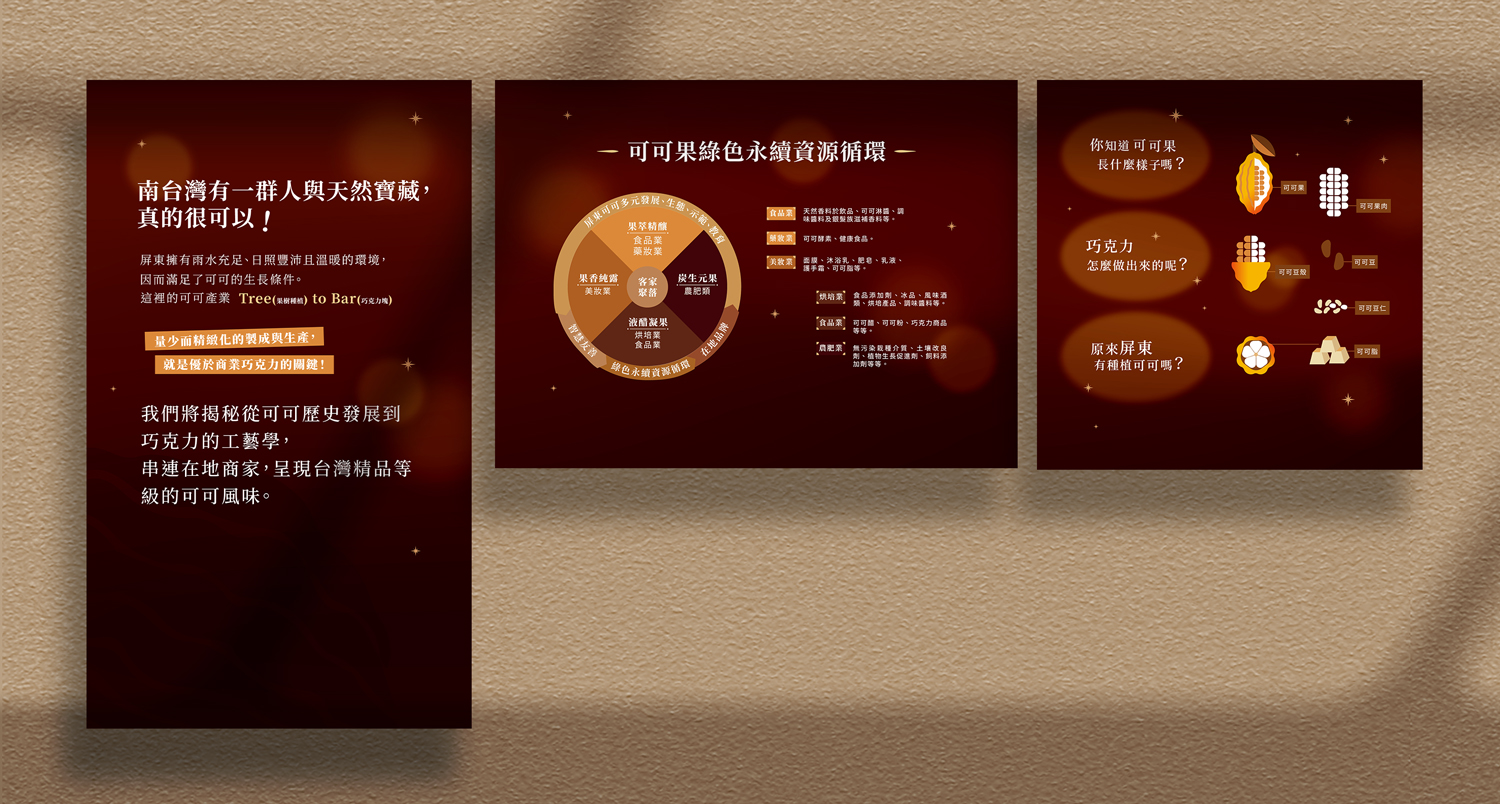 南台灣有一群人與天然寶藏，
真的很可以！
屏東擁有雨水充足、日照豐沛且溫暖的環境，
因而滿足了可可的生長條件。
這裡的可可產業 Tree(果樹種植) to Bar(巧克力塊)
量少而精緻化的製成與生產，
就是優於商業巧克力的關鍵！
我們將揭秘從可可歷史發展到
巧克力的工藝學，
串連在地商家，呈現台灣精品等
級的可可風味。
可可果綠色永續資源循環
屏東可可多元發展、生態、示範、教育
果萃精釀
食品業
藥妝業
果香純露
美妝業
客家
聚落
炭生元果
農肥類
液醋凝果
烘培業
食品業
智慧友善
綠色永續資源循環
在地品牌
食品業
天然香料於飲品、可可淋醬、調
味醬料及銀髮族滋補香料等。
藥妝業
可可酵素、健康食品。
美妝業
面膜、沐浴乳、肥皂、乳液、
護手霜、可可脂等。
烘培業
食品添加劑、冰品、風味酒
類、烘培產品、調味醬料等。
食品業
可可醋、可可粉、巧克力商品
等等。
農肥業
無污染栽種介質、土壤改良
劑、植物生長促進劑、飼料添
加劑等等。
你知道可可果
長什麼樣子嗎？
巧克力
怎麼做出來的呢？
原來屏東
有種植可可嗎？
可可果
可可果肉
可可豆殼
可可豆
可可豆仁
可可脂